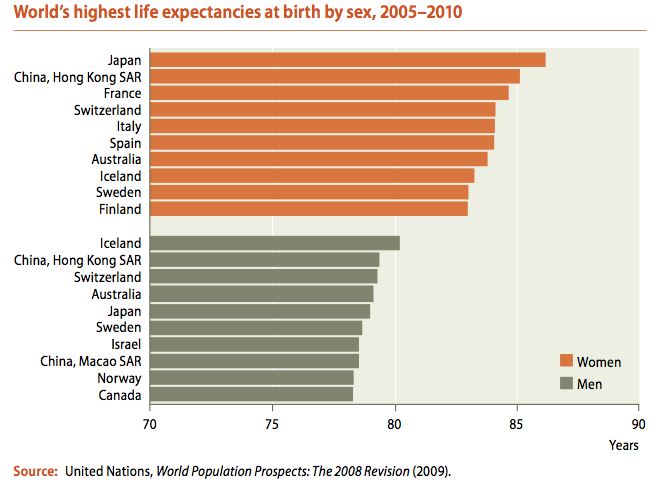 World's highest life expectancies at birth by sex, 2005–2010
Japan
China, Hong Kong SAR
France
Switzerland
Italy
Spain
Australia
Iceland
Sweden
Finland
Iceland
China, Hong Kong SAR
Switzerland
Australia
Japan
Sweden
Israel
China, Macao SAR
Norway
Canada
Women
Men
70 75 80 85 90
Years
Source: United Nations, World Population Prospects: The 2008 Revision (2009).